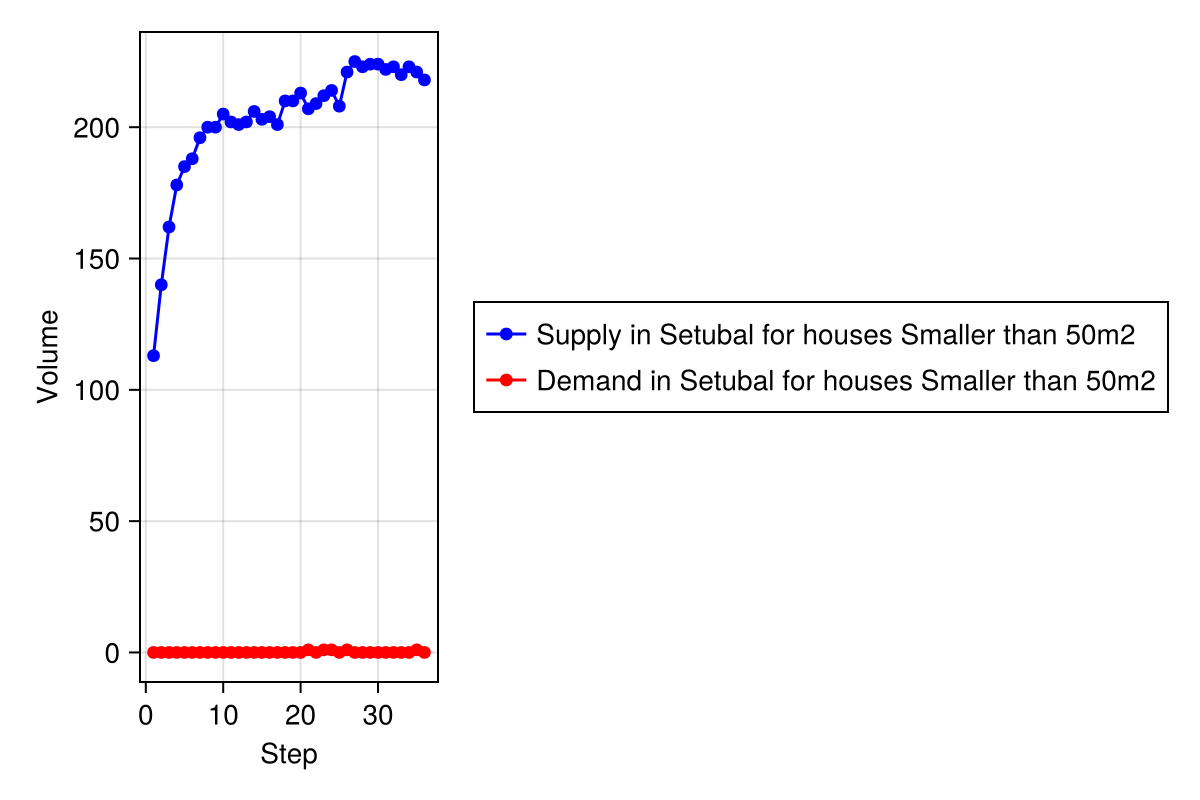 200
150
100
50
0
Volume
0 10 20 30
Step
Supply in Setubal for houses Smaller than 50m2
Demand in Setubal for houses Smaller than 50m2